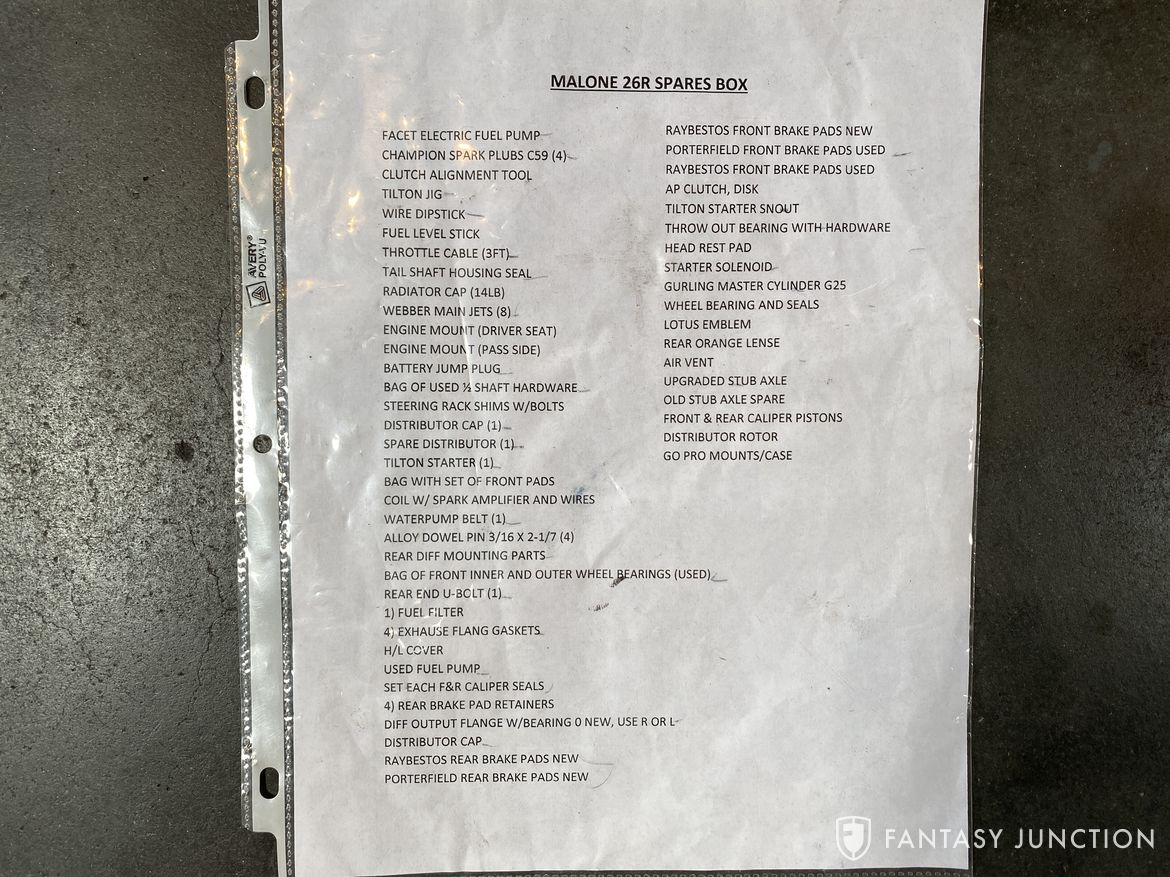 MALONE 26R SPARES BOX
FACET ELECTRIC FUEL PUMP
CHAMPION SPARK PLUBS C59 (4)
CLUTCH ALIGNMENT TOOL
TILTON JIG
WIRE DIPSTICK
FUEL LEVEL STICK
THROTTLE CABLE (3FT)
TAIL SHAFT HOUSING SEAL
RADIATOR CAP (14LB)
WEBBER MAIN JETS (8)
ENGINE MOUNT (DRIVER SEAT)
ENGINE MOUNT (PASS SIDE)
BATTERY JUMP PLUG
BAG OF USED ½ SHAFT HARDWARE
STEERING RACK SHIMS W/BOLTS
DISTRIBUTOR CAP (1)
SPARE DISTRIBUTOR (1)
TILTON STARTER (1)
BAG WITH SET OF FRONT PADS
COIL W/ SPARK AMPLIFIER AND WIRES
WATERPUMP BELT (1)
ALLOY DOWEL PIN 3/16 X 2-1/7 (4)
REAR DIFF MOUNTING PARTS
BAG OF FRONT INNER AND OUTER WHEEL BEARINGS (USED)
REAR END U-BOLT (1)
1) FUEL FILTER
4) EXHAUSE FLANG GASKETS
H/L COVER
USED FUEL PUMP
SET EACH F&R CALIPER SEALS
4) REAR BRAKE PAD RETAINERS
DIFF OUTPUT FLANGE W/BEARING 0 NEW, USE R OR L
DISTRIBUTOR CAP
RAYBESTOS REAR BRAKE PADS NEW
PORTERFIELD REAR BRAKE PADS NEW
RAYBESTOS FRONT BRAKE PADS NEW
PORTERFIELD FRONT BRAKE PADS USED
RAYBESTOS FRONT BRAKE PADS USED
AP CLUTCH, DISK
TILTON STARTER SNOUT
THROW OUT BEARING WITH HARDWARE
HEAD REST PAD
STARTER SOLENOID
GURLING MASTER CYLINDER G25
WHEEL BEARING AND SEALS
LOTUS EMBLEM
REAR ORANGE LENSE
AIR VENT
UPGRADED STUB AXLE
OLD STUB AXLE SPARE
FRONT & REAR CALIPER PISTONS
DISTRIBUTOR ROTOR
GO PRO MOUNTS/CASE
AVERY®
FANTASY JUNCTION